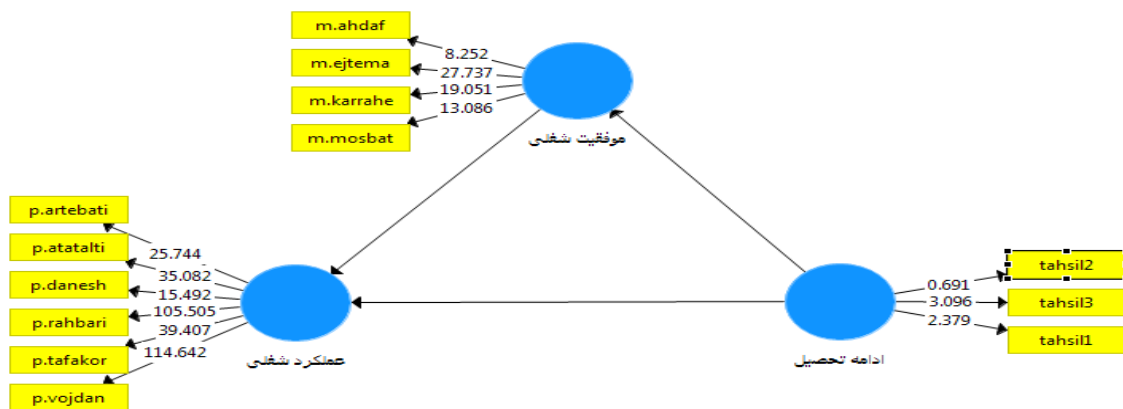 m.ahdaf
8.252
m.ejtema
27.737
m.karrahe
19.051
m.mosbat
13.086
موفقیت شغلی
p.artebati
25.744
p.atatalti
35.082
p.danesh
15.492
p.rahbari
105.505
p.tafakor
39.407
p.vojdan
114.642
عملکرد شغلی
tahsil2
0.691
tahsil3
3.096
tahsil1
2.379
ادامه تحصیل